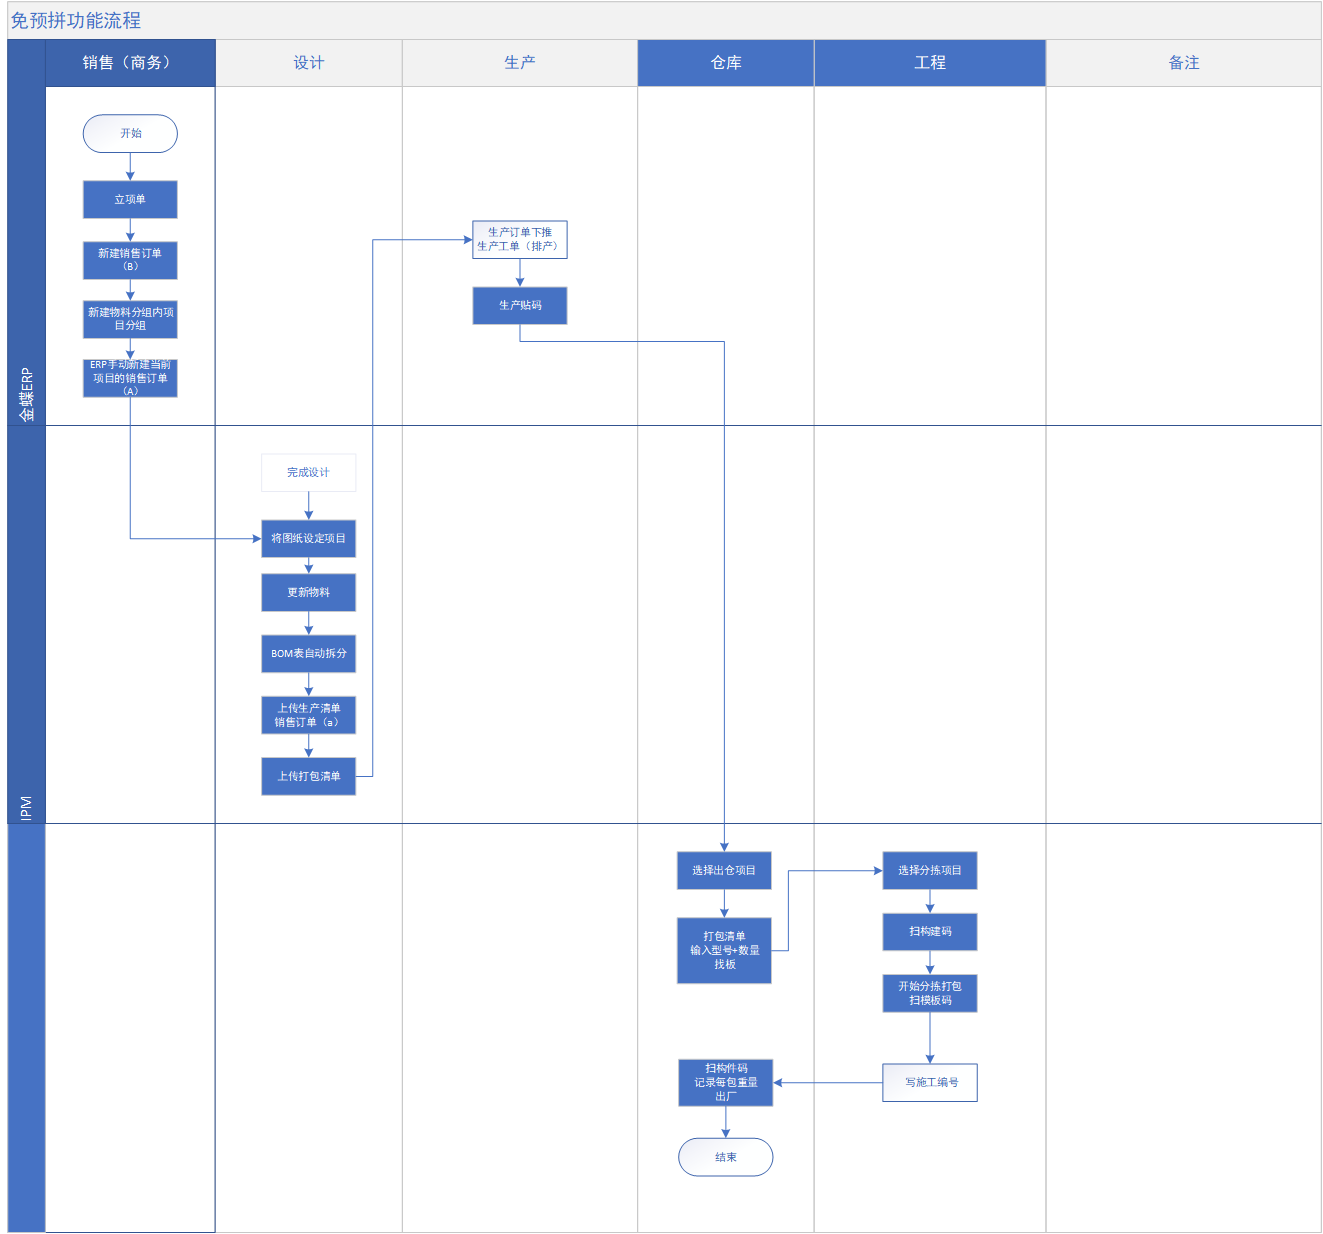 免预拼功能流程
销售（商务）
设计
生产
仓库
工程
备注
金蝶ERP
开始
立项单
新建销售订单
（B）
新建物料分组内项
目分组
ERP手动新建当前
项目的销售订单
（A）
生产订单下推
生产工单（排产）
生产贴码
IPM
完成设计
将图纸设定项目
更新物料
BOM表自动拆分
上传生产清单
销售订单（a）
上传打包清单
选择出仓项目
打包清单
输入型号+数量
找板
选择分拣项目
扫构建码
开始分拣打包
扫模板码
写施工编号
扫构件码
记录每包重量
出厂
结束